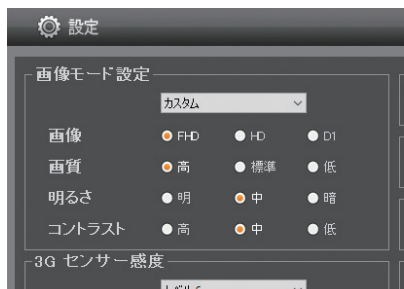 設定
画像モード設定
カスタム
画像 FHD HD D1
画質 高 標準 低
明るさ 明 中 暗
コントラスト 高 中 低
3G センサー感度